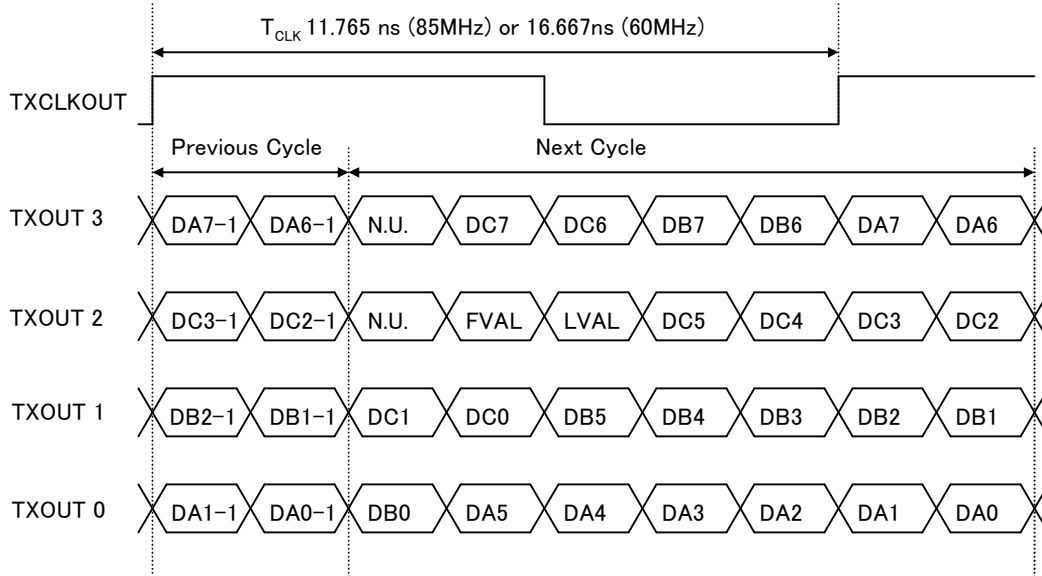 T_CLK 11.765 ns (85MHz) or 16.667ns (60MHz)
TXCLKOUT
Previous Cycle Next Cycle
TXOUT 3 DA7-1 DA6-1 N.U. DC7 DC6 DB7 DB6 DA7 DA6
TXOUT 2 DC3-1 DC2-1 N.U. FVAL LVAL DC5 DC4 DC3 DC2
TXOUT 1 DB2-1 DB1-1 DC1 DC0 DB5 DB4 DB3 DB2 DB1
TXOUT 0 DA1-1 DA0-1 DB0 DA5 DA4 DA3 DA2 DA1 DA0